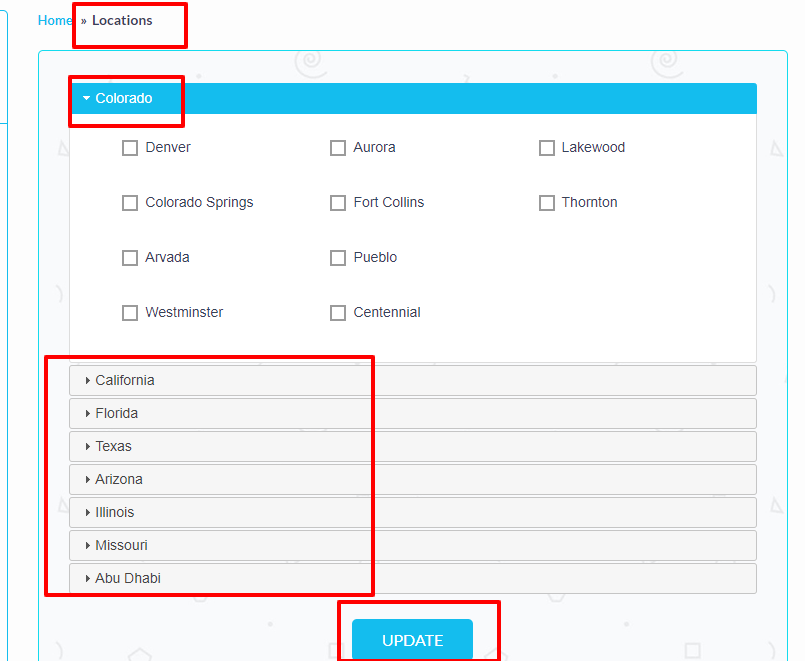 Home » Locations
Colorado
Denver Aurora Lakewood
Colorado Springs Fort Collins Thornton
Arvada Pueblo
Westminster Centennial
California
Florida
Texas
Arizona
Illinois
Missouri
Abu Dhabi
UPDATE